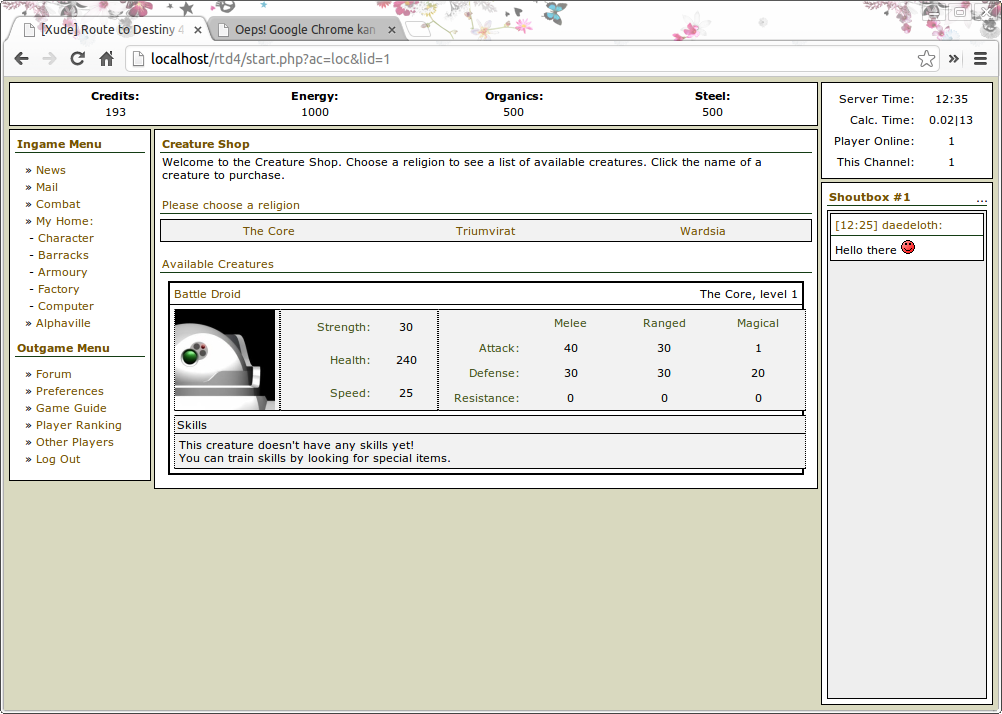 [Xude] Route to Destiny 4
Oeps! Google Chrome kan
localhost/rtd4/start.php?ac=loc&lid=1
Credits: Energy: Organics: Steel:
193 1000 500 500
Server Time: 12:35
Calc. Time: 0.02|13
Player Online: 1
This Channel: 1
Ingame Menu
» News
» Mail
» Combat
» My Home:
- Character
- Barracks
- Armoury
- Factory
- Computer
» Alphaville
Outgame Menu
» Forum
» Preferences
» Game Guide
» Player Ranking
» Other Players
» Log Out
Creature Shop
Welcome to the Creature Shop. Choose a religion to see a list of available creatures. Click the name of a
creature to purchase.
Please choose a religion
The Core Triumvirat Wardsia
Available Creatures
Battle Droid The Core, level 1
Strength: 30
Health: 240
Speed: 25
Melee Ranged Magical
Attack: 40 30 1
Defense: 30 30 20
Resistance: 0 0 0
Skills
This creature doesn't have any skills yet!
You can train skills by looking for special items.
Shoutbox #1 ...
[12:25] daedeloth:
Hello there